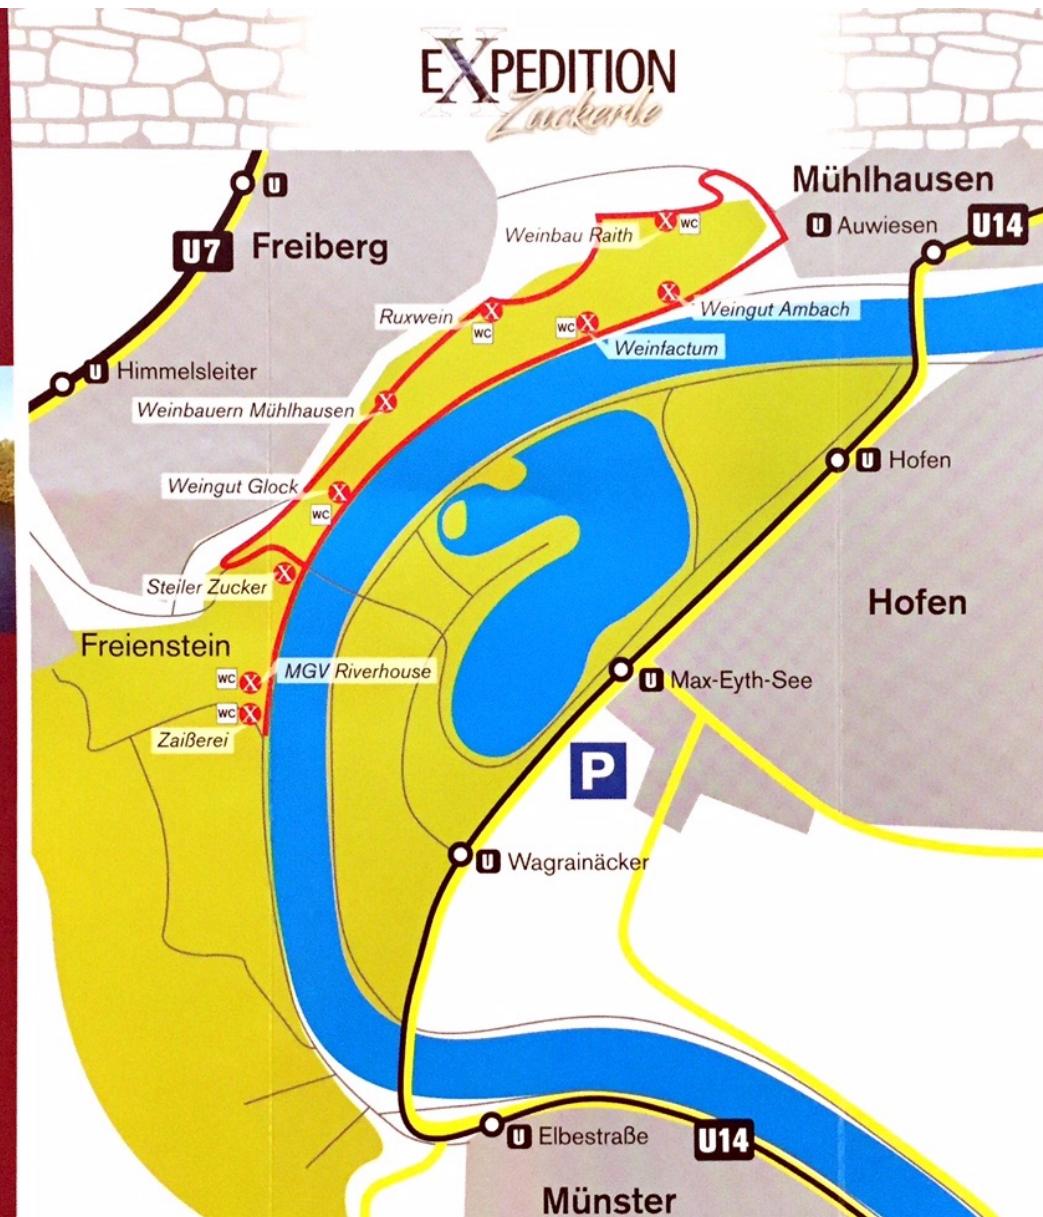 EXPEDITION
Zuckerle
U
U7
Freiberg
Mühlhausen
U Auwiesen
U14
Weinbau Raith
X
WC
Ruxwein
X
WC
X
Weingut Ambach
WC
X
Weinfactum
U Himmelsleiter
Weinbauern Mühlhausen
X
U Hofen
Weingut Glock
X
WC
Steiler Zucker
X
Hofen
Freienstein
WC
X
MGV Riverhouse
U Max-Eyth-See
WC
X
Zaißerei
P
U Wagrainäcker
U Elbestraße
U14
Münster